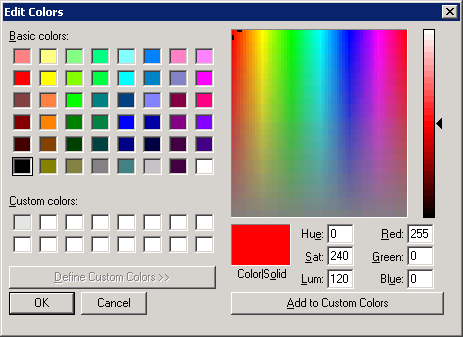 Edit Colors
Basic colors:
Custom colors:
Define Custom Colors >>
OK
Cancel
Color|Solid
Hue: 0
Sat: 240
Lum: 120
Red: 255
Green: 0
Blue: 0
Add to Custom Colors